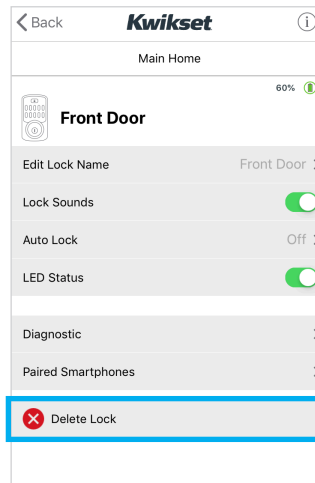 Back Kwikset
Main Home
60%
Front Door
Edit Lock Name Front Door
Lock Sounds
Auto Lock Off
LED Status
Diagnostic
Paired Smartphones
Delete Lock